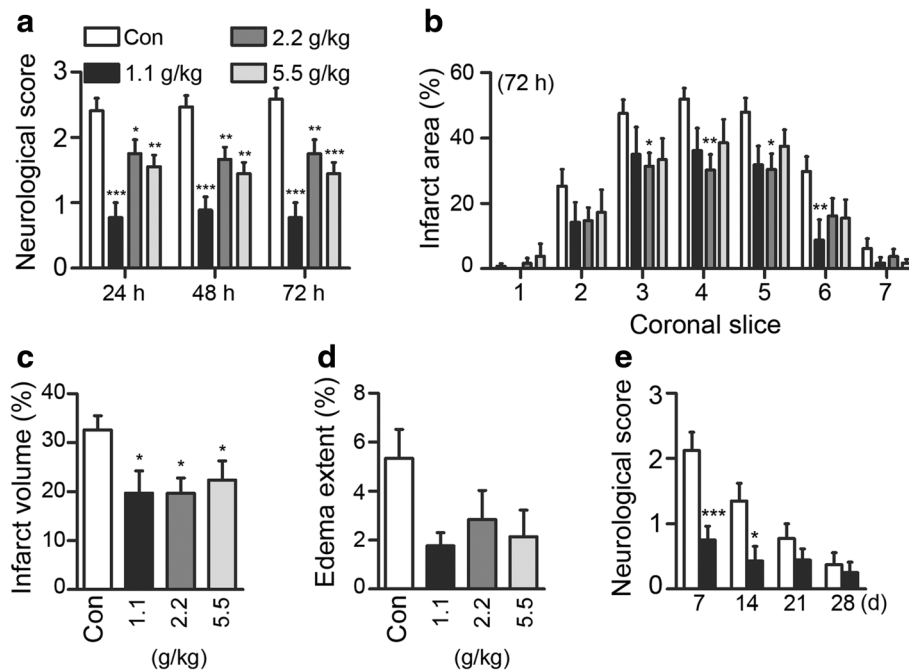 a
Con
2.2 g/kg
1.1 g/kg
5.5 g/kg
Neurological score
3
2
1
0
*
**
**
**
**
***
***
***
***
24 h
48 h
72 h
b
(72 h)
Infarct area (%)
60
40
20
0
*
**
*
**
1
2
3
4
5
6
7
Coronal slice
c
Infarct volume (%)
40
30
20
10
0
*
*
*
Con
1.1
2.2
5.5
(g/kg)
d
Edema extent (%)
8
6
4
2
0
Con
1.1
2.2
5.5
(g/kg)
e
Neurological score
3
2
1
0
***
*
7
14
21
28 (d)